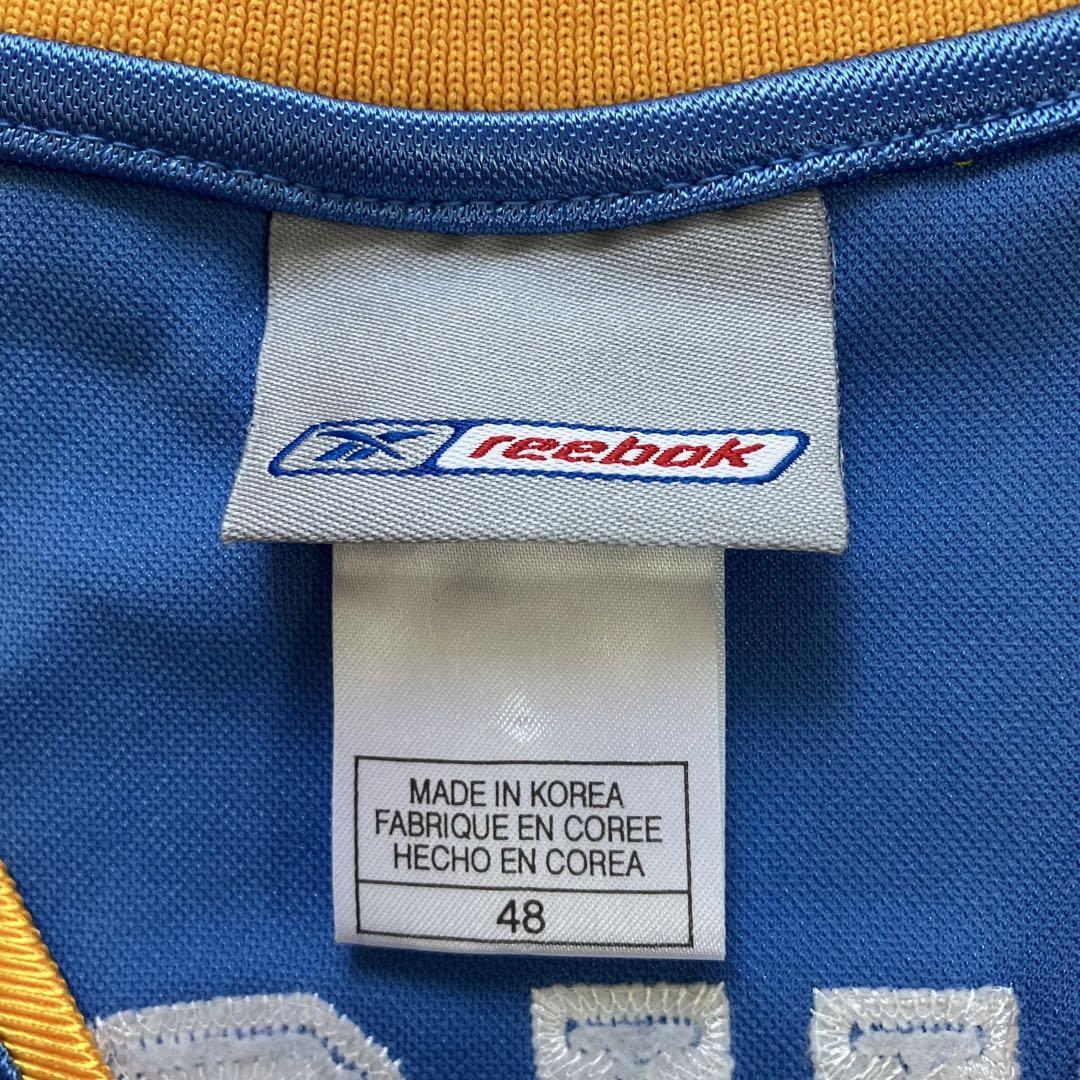 reebok
MADE IN KOREA
FABRIQUE EN COREE
HECHO EN COREA
48